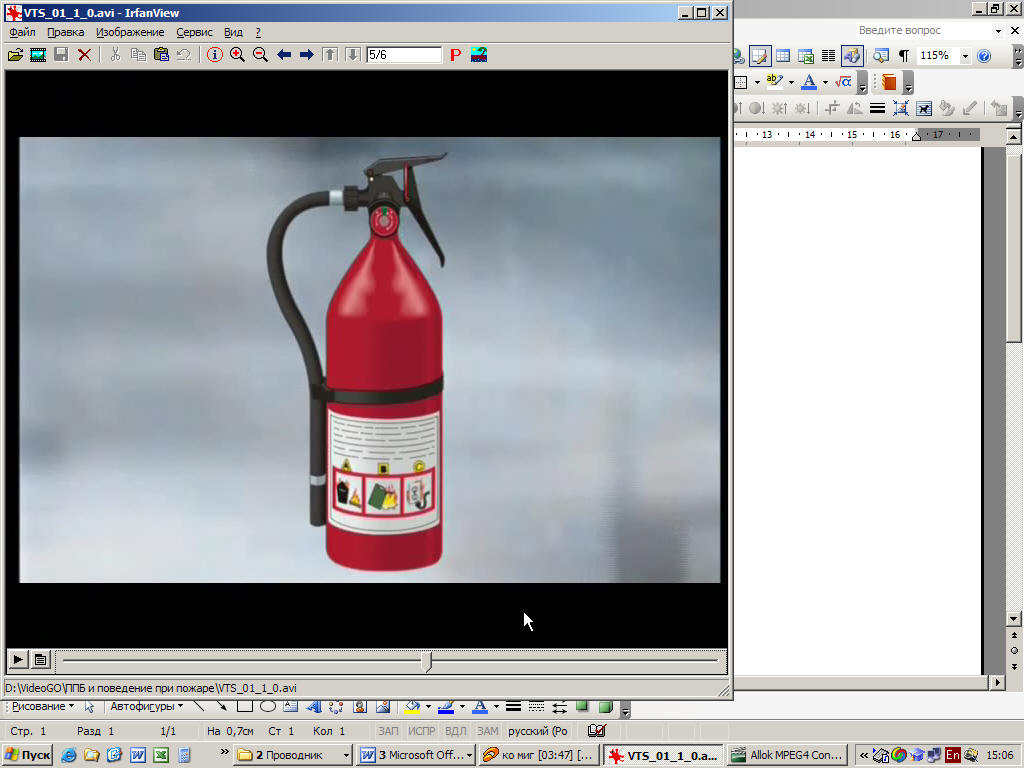 VTS_01_1_0.avi - IrfanView
Файл Правка Изображение Сервис Вид ?
5/6
P
Введите вопрос
115%
13 14 15 16 17
A B C
D:\VideoGO\ППБ и поведение при пожаре\VTS_01_1_0.avi
Рисование Автофигуры
Стр. 1 Разд 1 1/1 На 0,7см Ст 1 Кол 1 ЗАП ИСПР ВДЛ ЗАМ русский (Ро
Пуск » 2 Проводник 3 Microsoft Off... ко миг [03:47] [... VTS_01_1_0.a... Allok MPEG4 Con... « En 15:06